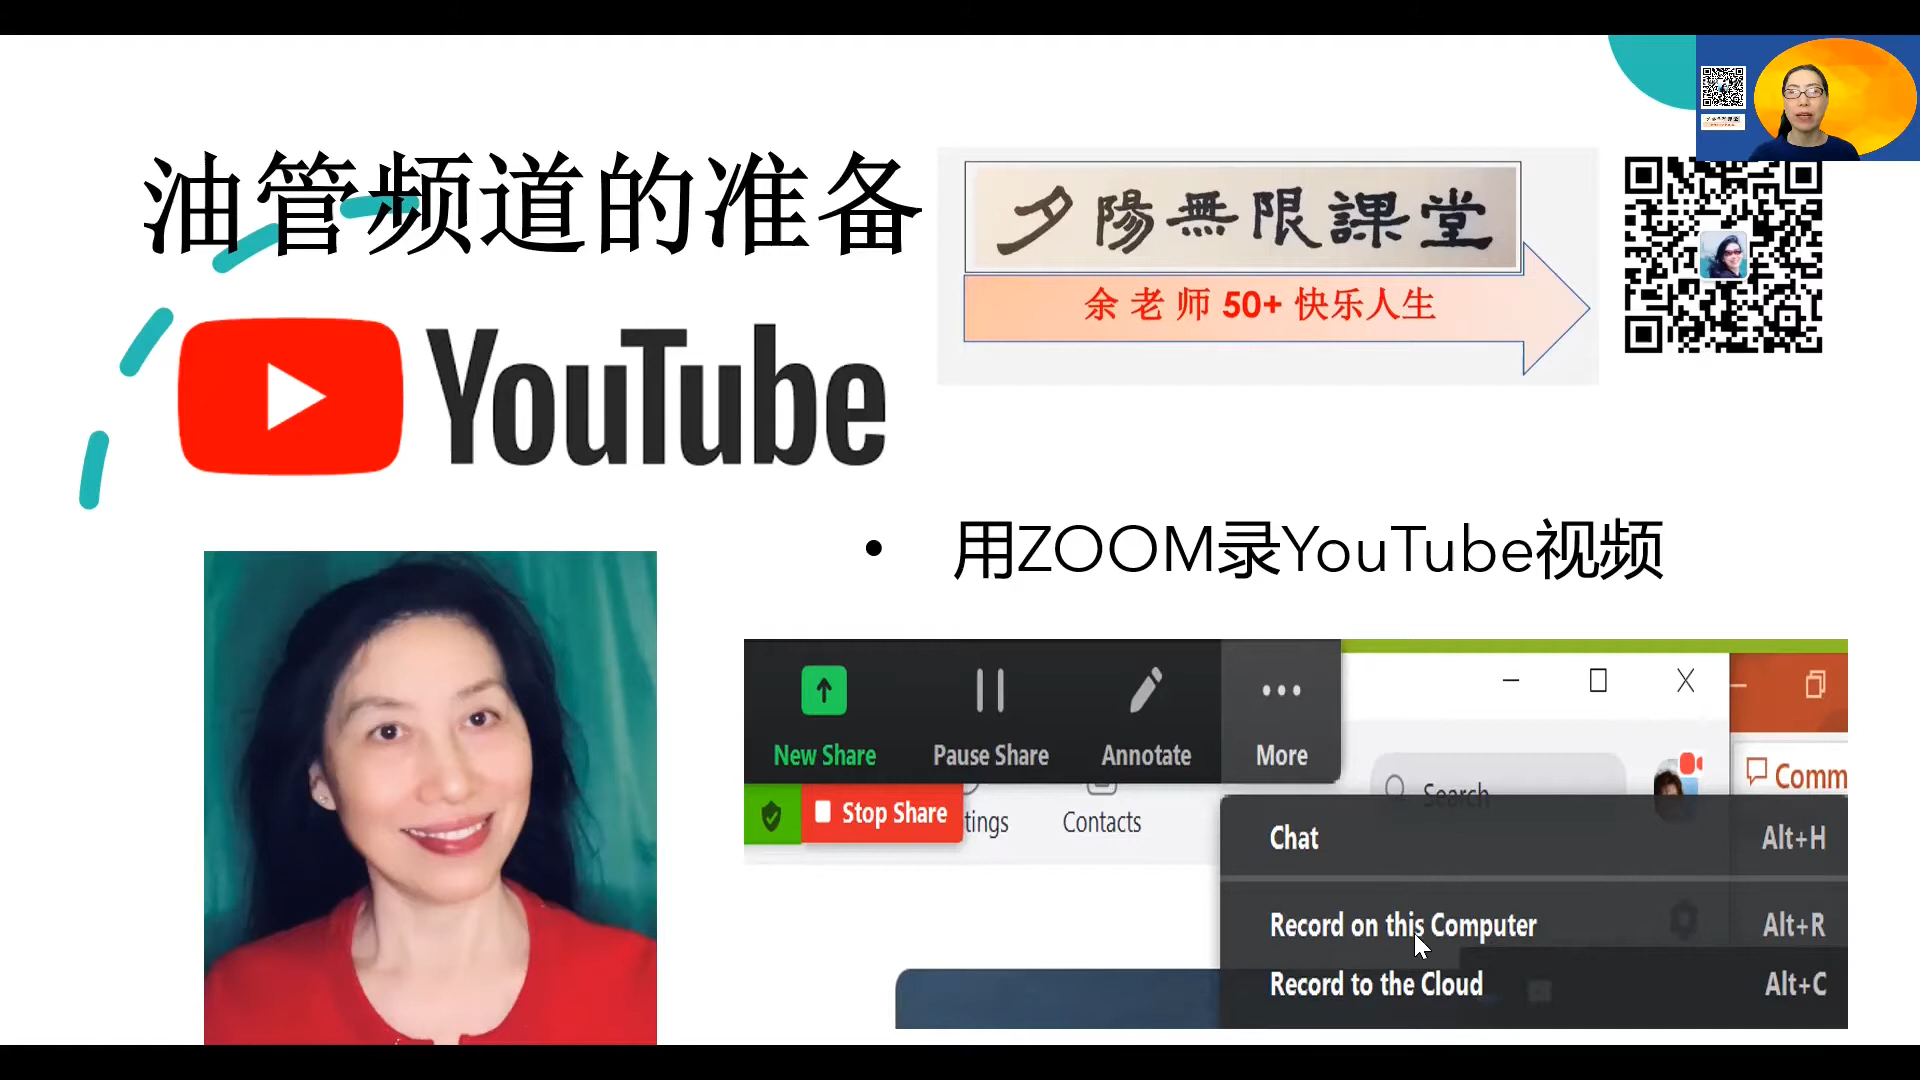 油管频道的准备
夕陽無限課堂
余 老 师 50+ 快乐人生
YouTube
• 用ZOOM录YouTube视频
New Share
Pause Share
Annotate
More
Search
Comm
Stop Share
tings
Contacts
Chat Alt+H
Record on this Computer Alt+R
Record to the Cloud Alt+C